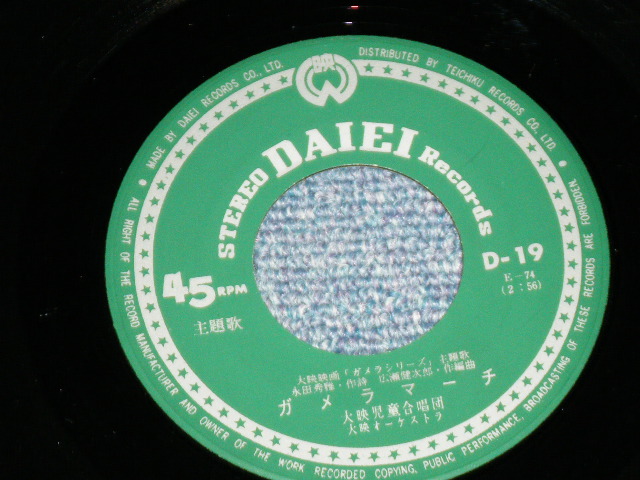 MADE BY DAIEI RECORDS CO., LTD.
映
DISTRIBUTED BY TEICHIKU RECORDS CO., LTD.
STEREO DAIEI Records
45 RPM
主題歌
D-19
E-74
(2:56)
大映映画「ガメラシリーズ」主題歌
永田秀雅・作詩 広瀬健次郎・作編曲
ガメラマーチ
大映児童合唱団
大映オーケストラ
ALL RIGHT OF THE RECORD MANUFACTURER AND OWNER OF THE WORK RECORDED COPYING, PUBLIC PERFORMANCE, BROADCASTING OF THESE RECORDS ARE FORBIDDEN.